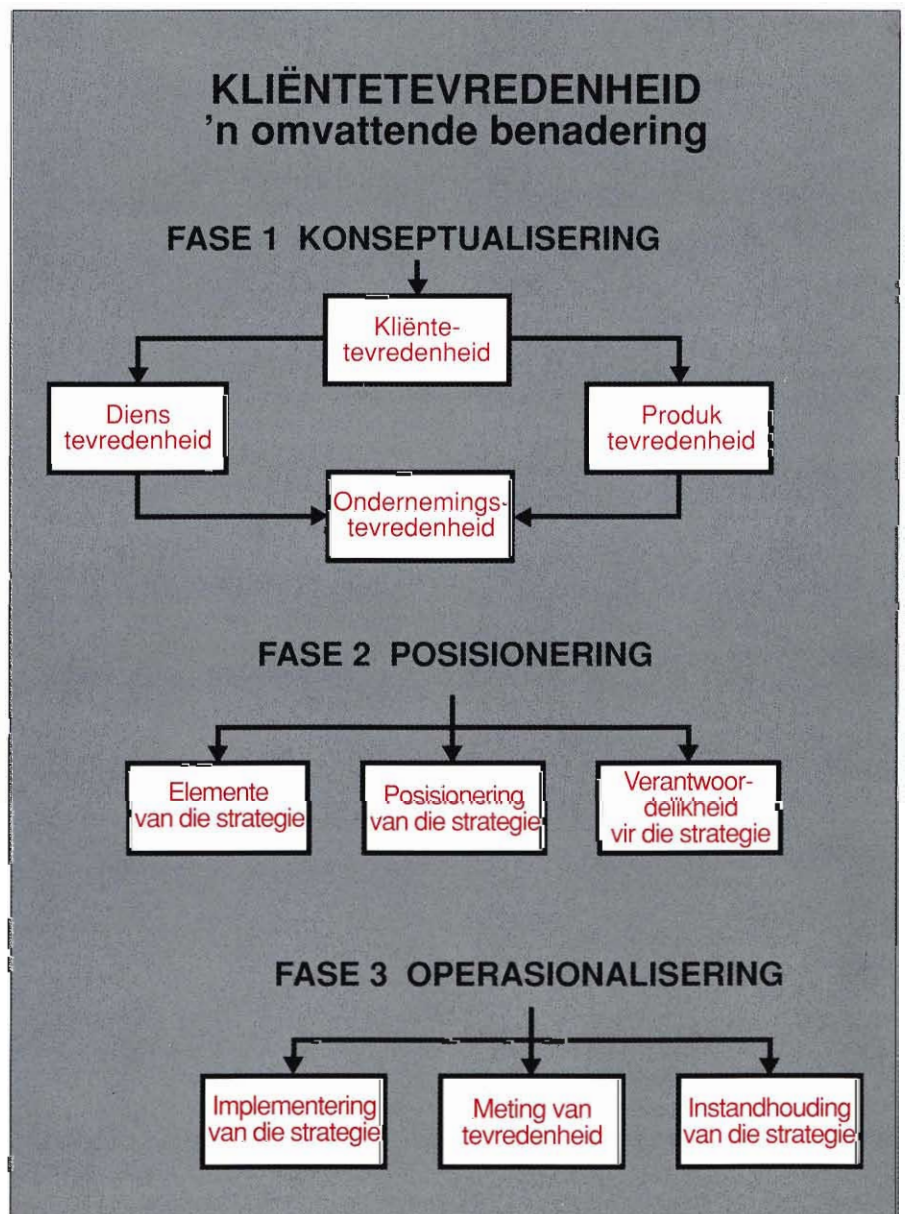 KLIËNTETEVREDENHEID
'n omvattende benadering
FASE 1 KONSEPTUALISERING
Kliënte-
tevredenheid
Diens
tevredenheid
Produk
tevredenheid
Ondernemings-
tevredenheid
FASE 2 POSISIONERING
Elemente
van die strategie
Posisionering
van die strategie
Verantwoor-
delikheid
vir die strategie
FASE 3 OPERASIONALISERING
Implementering
van die strategie
Meting van
tevredenheid
Instandhouding
van die strategie